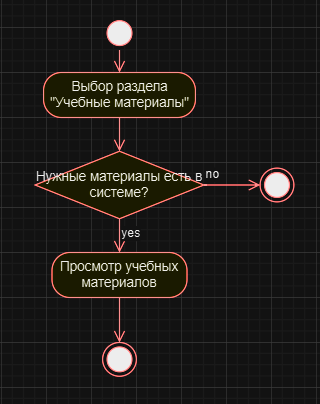 Выбор раздела
"Учебные материалы"
Нужные материалы есть в
системе?
no
yes
Просмотр учебных
материалов